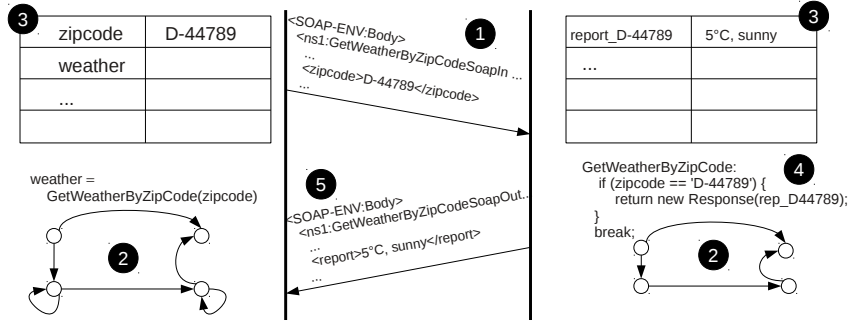 3
zipcode D-44789
weather
...
weather =
GetWeatherByZipCode(zipcode)
2
1
<SOAP-ENV:Body>
<ns1:GetWeatherByZipCodeSoapIn ...
...
<zipcode>D-44789</zipcode>
...
5
<SOAP-ENV:Body>
<ns1:GetWeatherByZipCodeSoapOut...
...
<report>5°C, sunny</report>
...
3
report_D-44789 5°C, sunny
...
4
GetWeatherByZipCode:
if (zipcode == 'D-44789') {
return new Response(rep_D44789);
}
break;
2